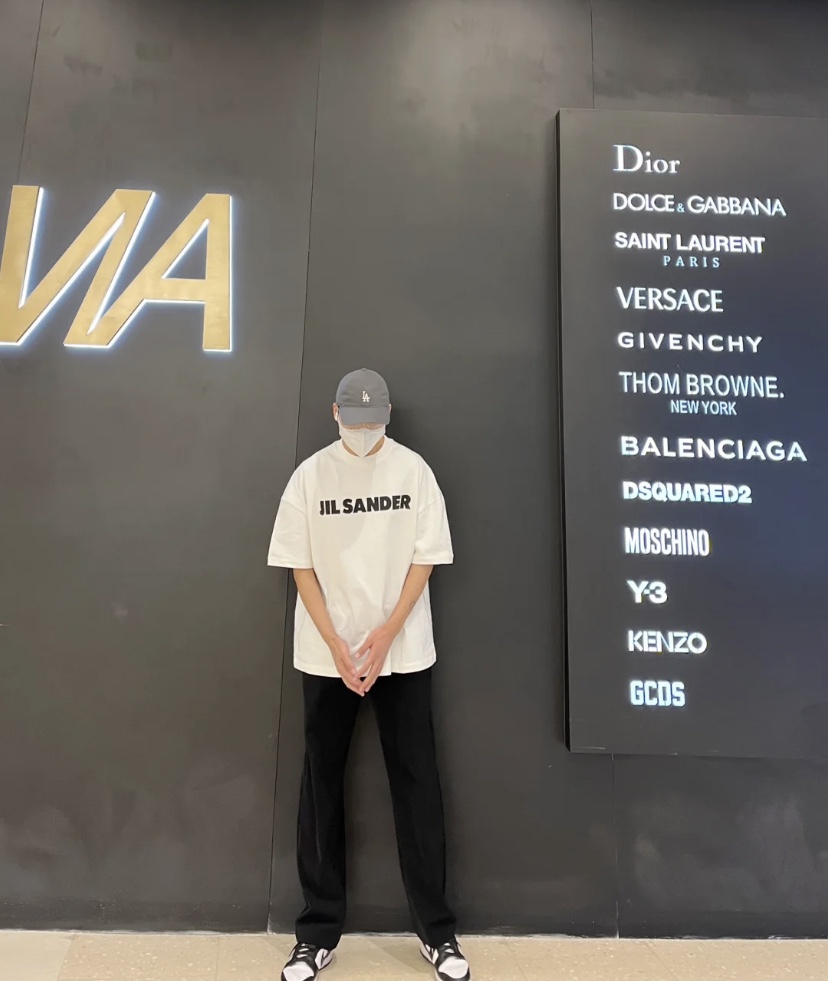 VIA
LA
JIL SANDER
Dior
DOLCE & GABBANA
SAINT LAURENT
PARIS
VERSACE
GIVENCHY
THOM BROWNE.
NEW YORK
BALENCIAGA
DSQUARED2
MOSCHINO
Y-3
KENZO
GCDS